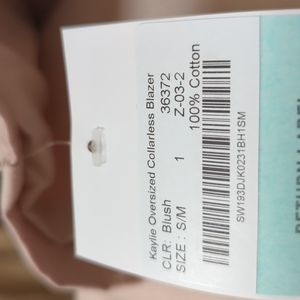 Kaylie Oversized Collarless Blazer
CLR: Blush 36372
SIZE : S/M 1 Z-03-2
100% Cotton
SW193DJK0231BH1SM